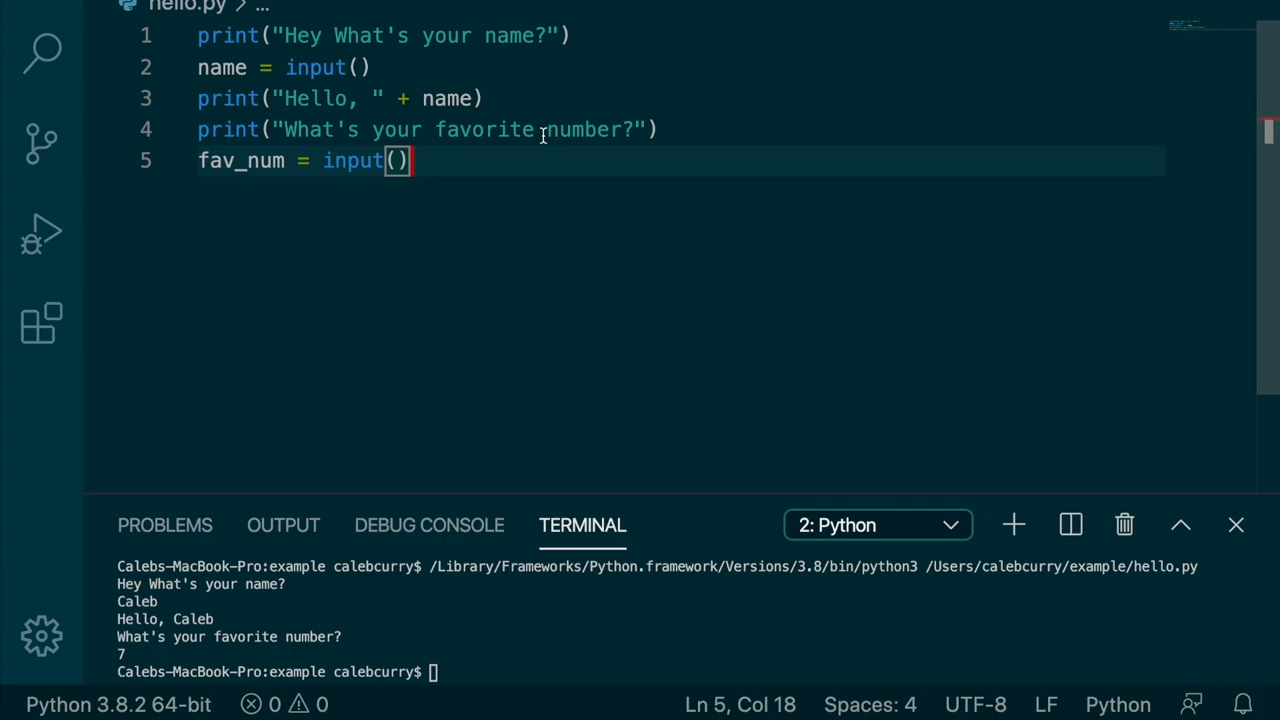 hello.py > ...
1 print("Hey What's your name?")
2 name = input()
3 print("Hello, " + name)
4 print("What's your favorite number?")
5 fav_num = input()
PROBLEMS OUTPUT DEBUG CONSOLE TERMINAL 2: Python
Calebs-MacBook-Pro:example calebcurry$ /Library/Frameworks/Python.framework/Versions/3.8/bin/python3 /Users/calebcurry/example/hello.py
Hey What's your name?
Caleb
Hello, Caleb
What's your favorite number?
7
Calebs-MacBook-Pro:example calebcurry$
Python 3.8.2 64-bit 0 0 Ln 5, Col 18 Spaces: 4 UTF-8 LF Python